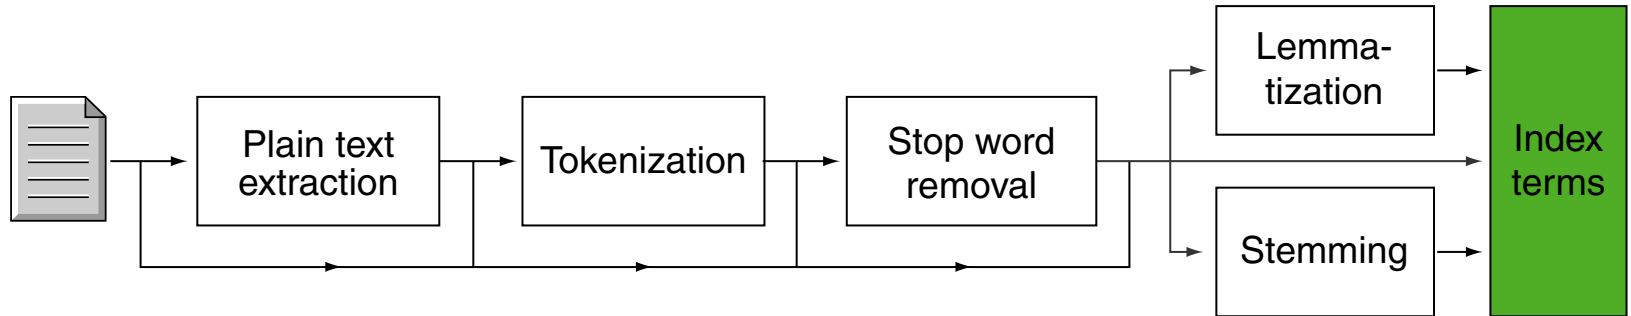 Plain text
extraction
Tokenization
Stop word
removal
Lemma-
tization
Stemming
Index
terms